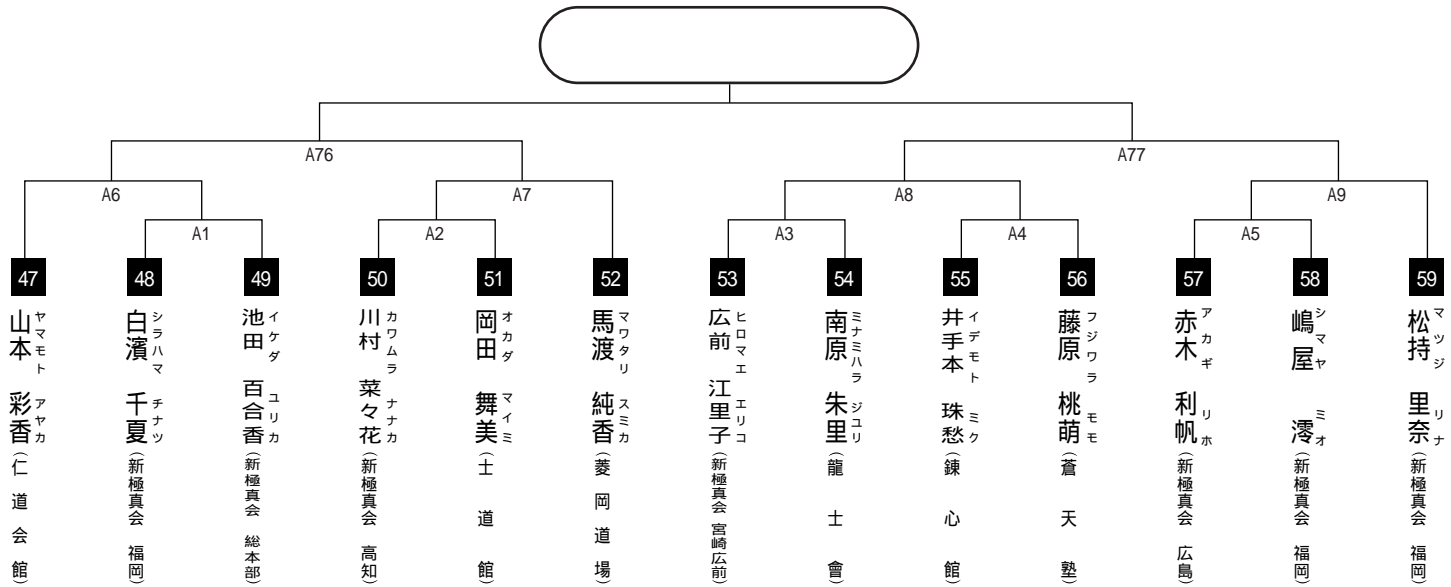 A76
A77
A6
A7
A8
A9
A1
A2
A3
A4
A5
47
山本 彩香
ヤマモト アヤカ
(仁道会館)
48
白濱 千夏
シラハマ チナツ
(新極真会 福岡)
49
池田 百合香
イケダ ユリカ
(新極真会 総本部)
50
川村 菜々花
カワムラ ナナカ
(新極真会 高知)
51
岡田 舞美
オカダ マイミ
(士道館)
52
馬渡 純香
マワタリ スミカ
(菱岡道場)
53
広前 江里子
ヒロマエ エリコ
(新極真会 宮崎広前)
54
南原 朱里
ミナミハラ ジユリ
(龍士會)
55
井手本 珠愁
イデモト ミク
(錬心館)
56
藤原 桃萌
フジワラ モモ
(蒼天塾)
57
赤木 利帆
アカギ リホ
(新極真会 広島)
58
嶋屋 澪
シマヤ ミオ
(新極真会 福岡)
59
松持 里奈
マツジ リナ
(新極真会 福岡)